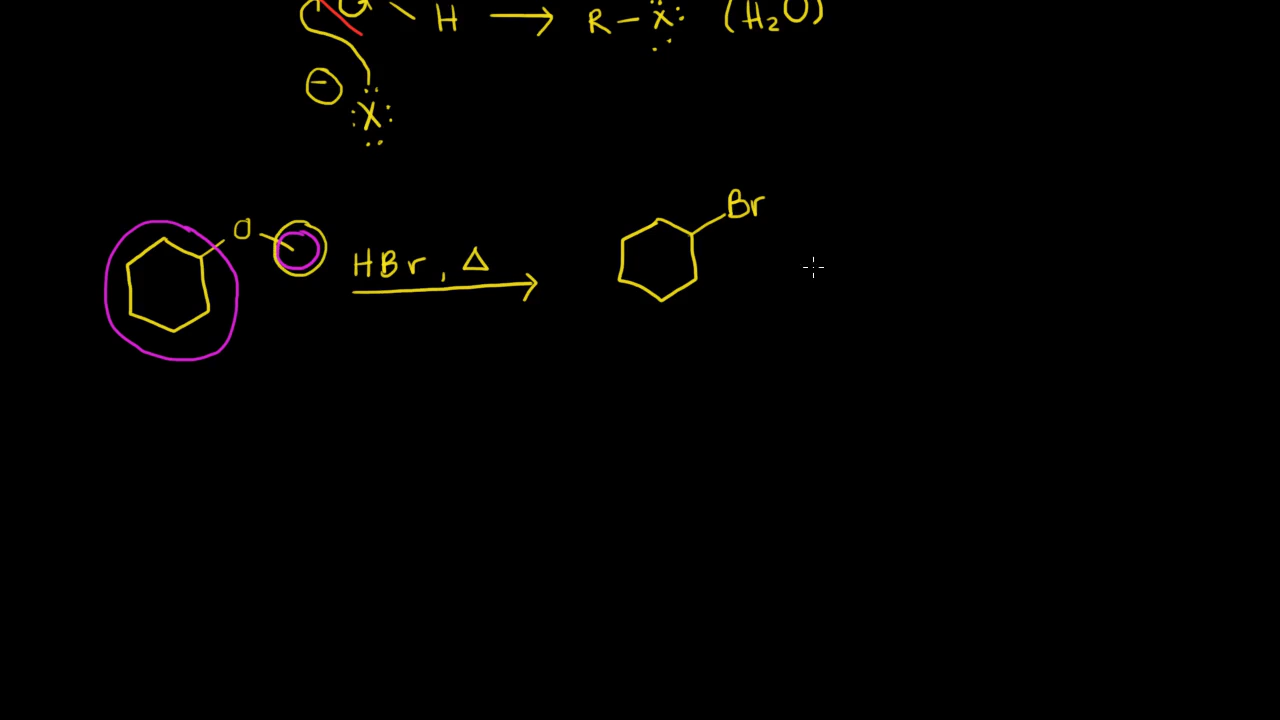 H → R – Ẍ: (H₂O)
⊖
:X:
O
HBr, Δ
Br